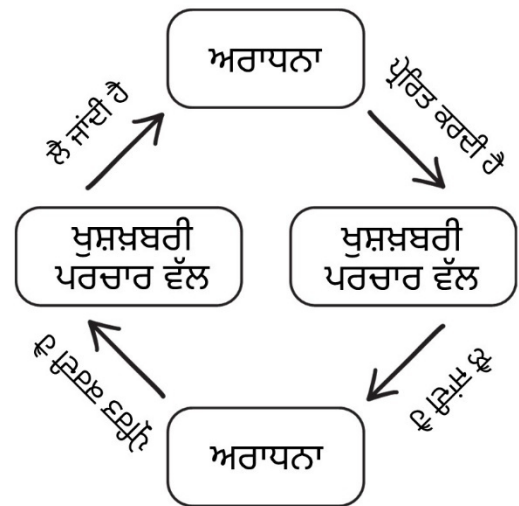 ਅਰਾਧਨਾ
ਪ੍ਰੇਰਿਤ ਕਰਦੀ ਹੈ
ਖੁਸ਼ਖ਼ਬਰੀ
ਪਰਚਾਰ ਵੱਲ
ਲੈ ਜਾਂਦੀ ਹੈ
ਅਰਾਧਨਾ
ਪ੍ਰੇਰਿਤ ਕਰਦੀ ਹੈ
ਖੁਸ਼ਖ਼ਬਰੀ
ਪਰਚਾਰ ਵੱਲ
ਲੈ ਜਾਂਦੀ ਹੈ